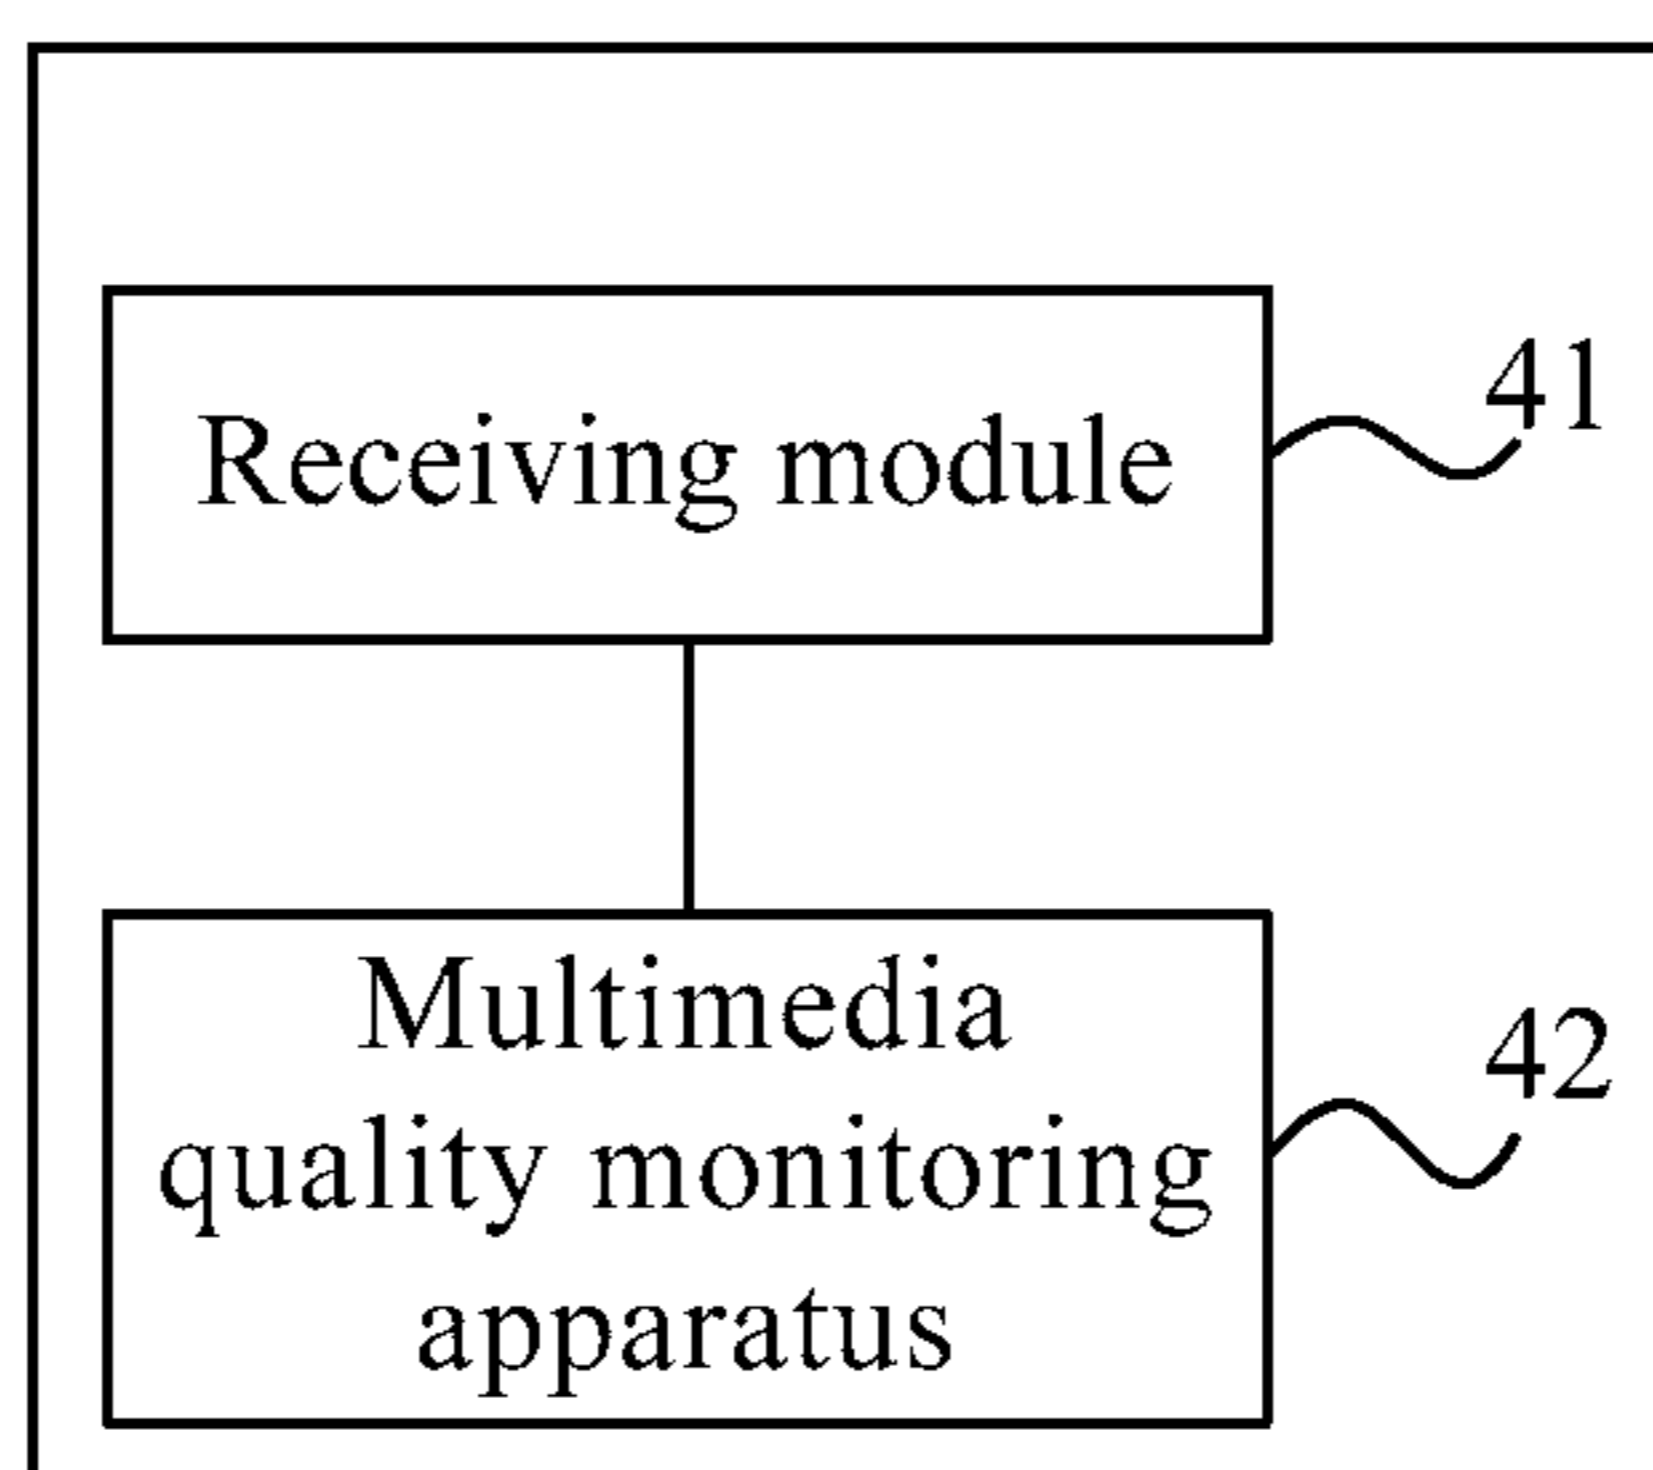 Receiving module
41
Multimedia
quality monitoring
apparatus
42